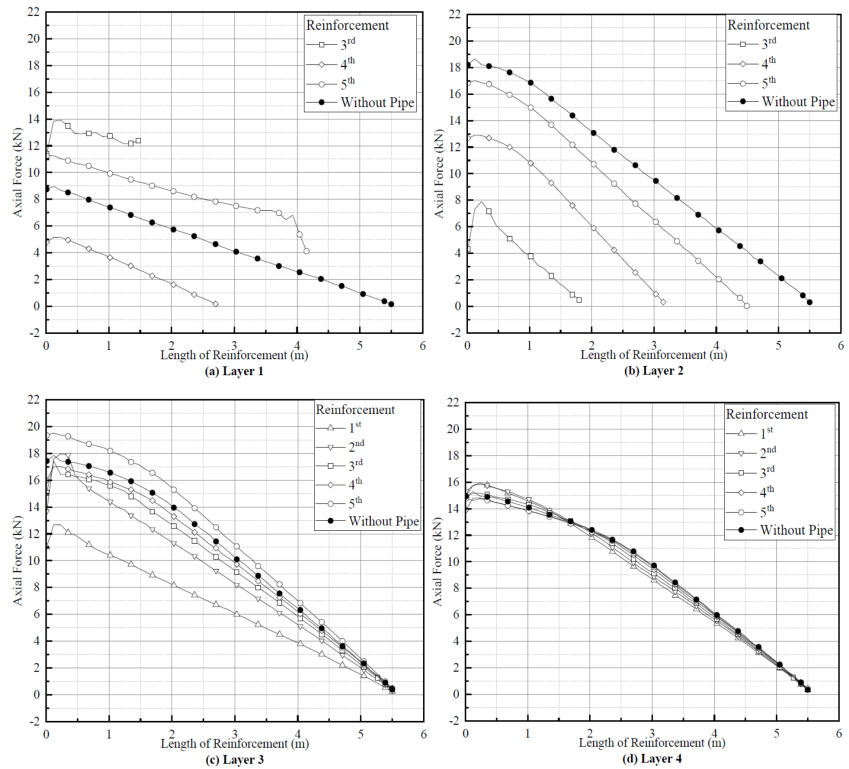 Reinforcement
3rd
4th
5th
Without Pipe
22
20
18
16
14
12
10
8
6
4
2
0
-2
Axial Force (kN)
0 1 2 3 4 5 6
Length of Reinforcement (m)
(a) Layer 1
Reinforcement
3rd
4th
5th
Without Pipe
22
20
18
16
14
12
10
8
6
4
2
0
-2
Axial Force (kN)
0 1 2 3 4 5 6
Length of Reinforcement (m)
(b) Layer 2
Reinforcement
1st
2nd
3rd
4th
5th
Without Pipe
22
20
18
16
14
12
10
8
6
4
2
0
-2
Axial Force (kN)
0 1 2 3 4 5 6
Length of Reinforcement (m)
(c) Layer 3
Reinforcement
1st
2nd
3rd
4th
5th
Without Pipe
22
20
18
16
14
12
10
8
6
4
2
0
-2
Axial Force (kN)
0 1 2 3 4 5 6
Length of Reinforcement (m)
(d) Layer 4